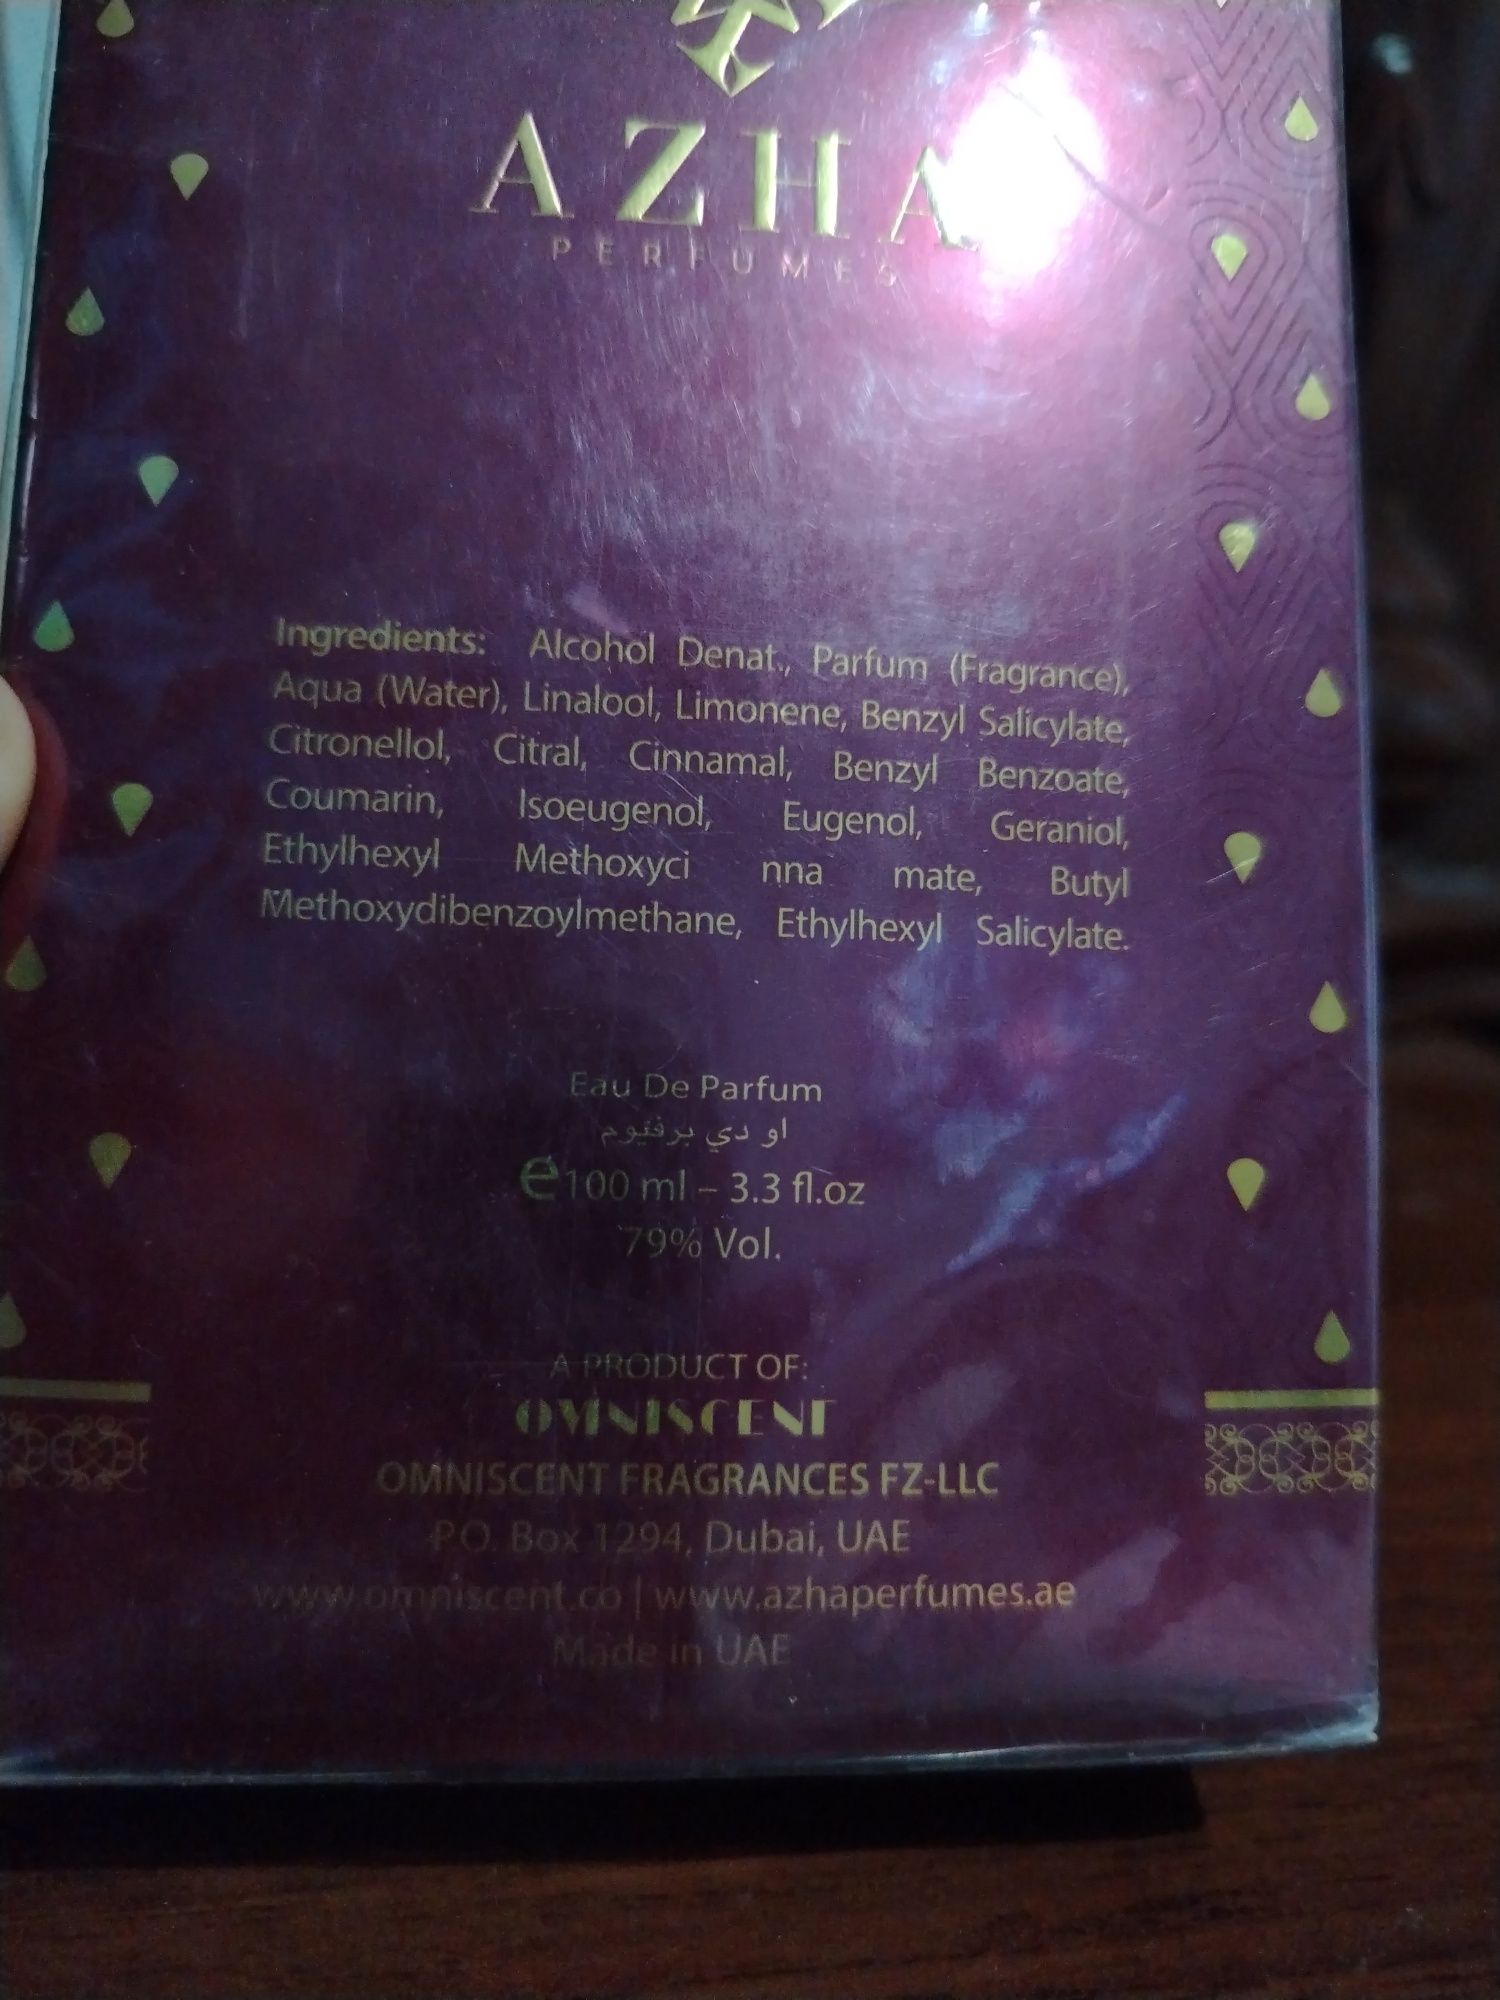 AZHA
PERFUMES
Ingredients: Alcohol Denat., Parfum (Fragrance),
Aqua (Water), Linalool, Limonene, Benzyl Salicylate,
Citronellol, Citral, Cinnamal, Benzyl Benzoate,
Coumarin, Isoeugenol, Eugenol, Geraniol,
Ethylhexyl Methoxyci nna mate, Butyl
Methoxydibenzoylmethane, Ethylhexyl Salicylate.
Eau De Parfum
او دي برفيوم
e 100 ml – 3.3 fl.oz
79% Vol.
A PRODUCT OF:
OMNISCENT
OMNISCENT FRAGRANCES FZ-LLC
P.O. Box 1294, Dubai, UAE
www.omniscent.co | www.azhaperfumes.ae
Made in UAE